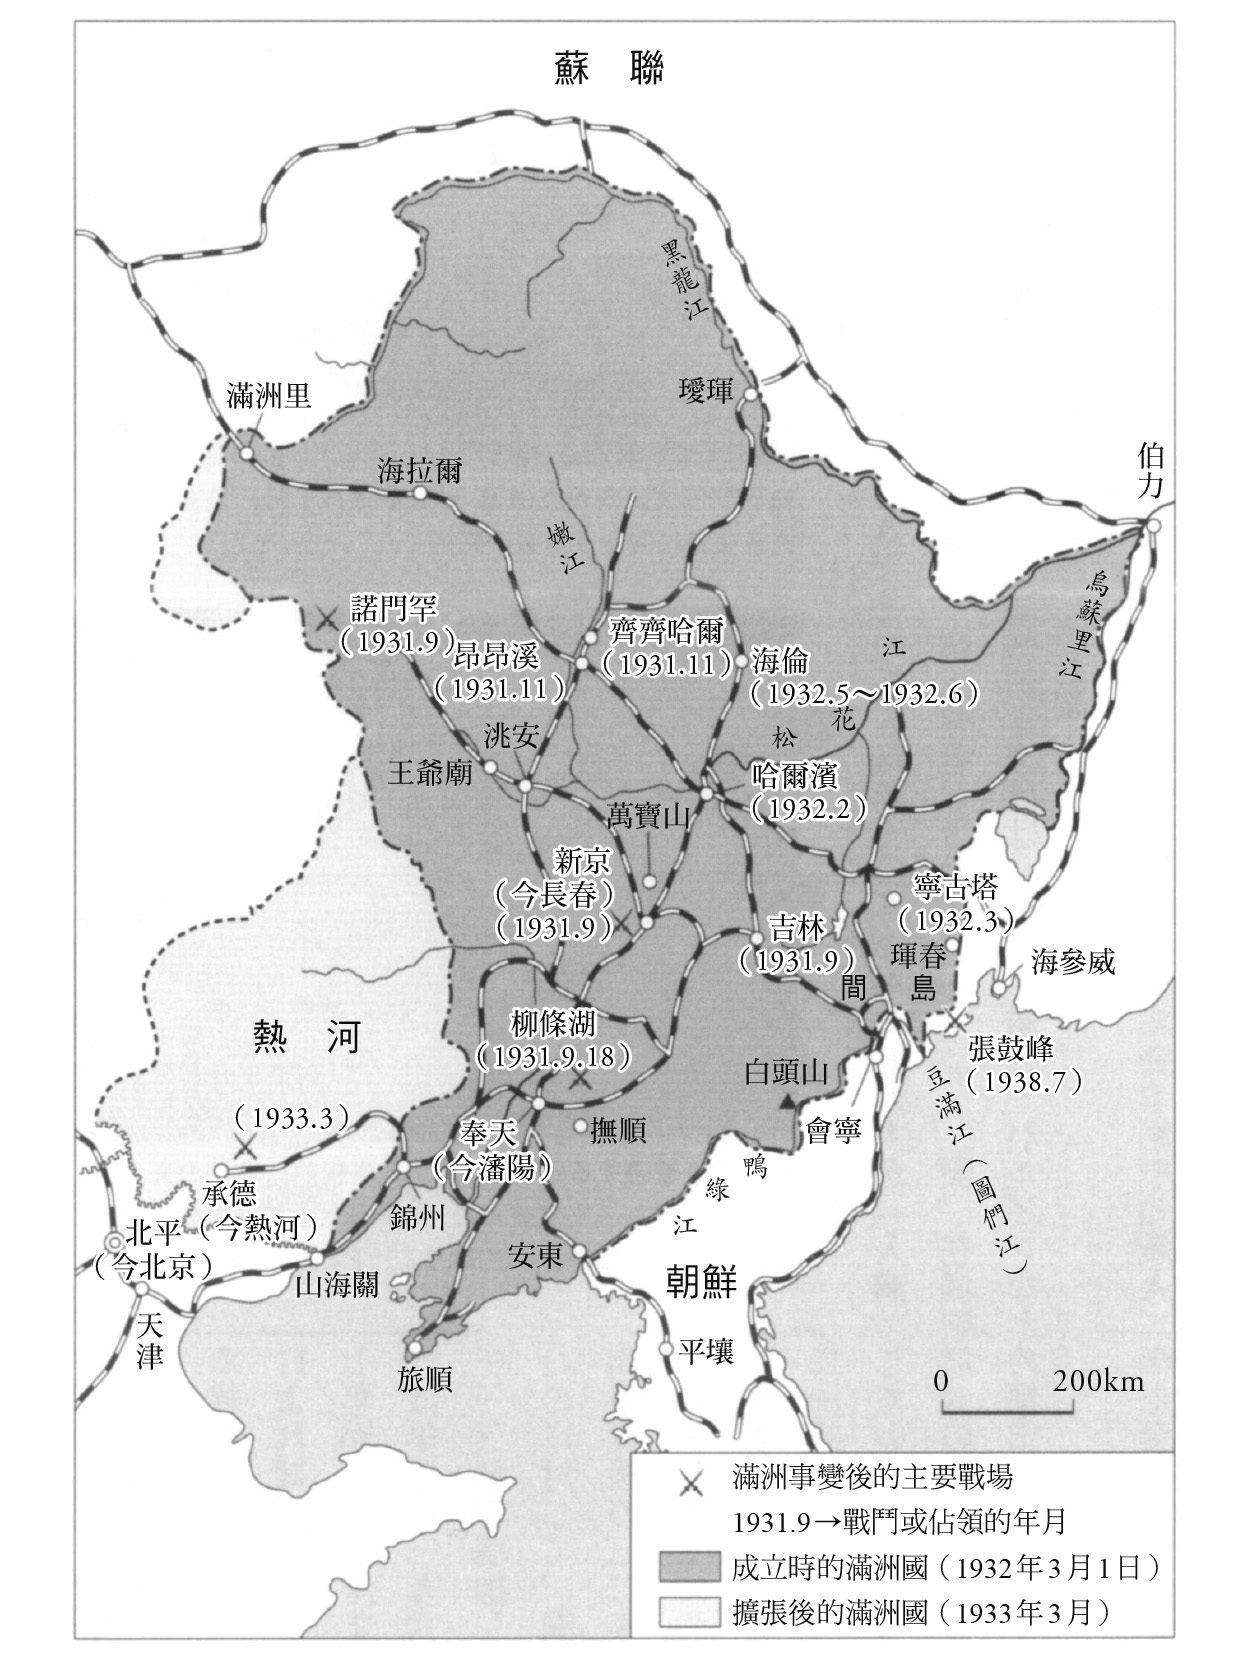 蘇 聯
黑龍江
滿洲里
璦琿
海拉爾
伯力
嫩江
烏蘇里江
諾門罕
(1931.9)
齊齊哈爾
(1931.11)
昂昂溪
(1931.11)
海倫
(1932.5～1932.6)
松花江
洮安
王爺廟
哈爾濱
(1932.2)
萬寶山
新京
(今長春)
(1931.9)
寧古塔
(1932.3)
吉林
(1931.9)
琿春
間島
海參威
熱 河
柳條湖
(1931.9.18)
張鼓峰
(1938.7)
白頭山
豆滿江(圖們江)
(1933.3)
奉天
(今瀋陽)
撫順
會寧
鴨綠江
承德
(今熱河)
錦州
北平
(今北京)
安東
山海關
朝鮮
天津
旅順
平壤
0 200km
滿洲事變後的主要戰場
1931.9→戰鬥或佔領的年月
成立時的滿洲國(1932年3月1日)
擴張後的滿洲國(1933年3月)